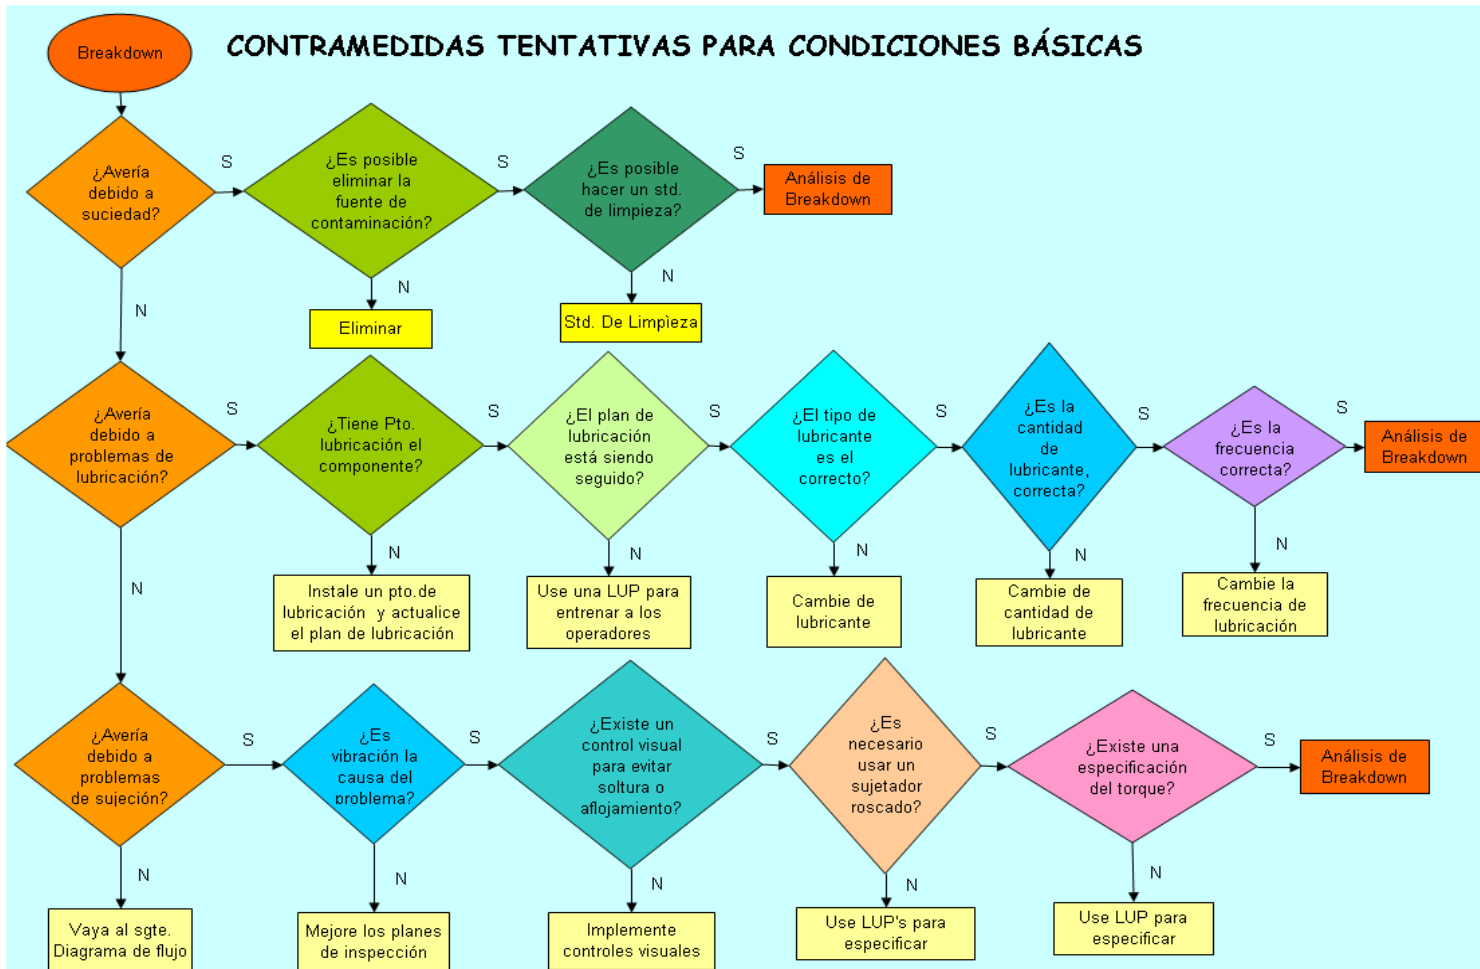 Breakdown
CONTRAMEDIDAS TENTATIVAS PARA CONDICIONES BÁSICAS
¿Avería
debido a
suciedad?
S
¿Es posible
eliminar la
fuente de
contaminación?
S
¿Es posible
hacer un std.
de limpieza?
S
Análisis de
Breakdown
N
N
N
Eliminar
Std. De Limpìeza
¿Avería
debido a
problemas de
lubricación?
S
¿Tiene Pto.
lubricación el
componente?
S
¿El plan de
lubricación
está siendo
seguido?
S
¿El tipo de
lubricante
es el
correcto?
S
¿Es la
cantidad
de
lubricante,
correcta?
S
¿Es la
frecuencia
correcta?
S
Análisis de
Breakdown
N
N
N
N
N
N
Instale un pto.de
lubricación y actualice
el plan de lubricación
Use una LUP para
entrenar a los
operadores
Cambie de
lubricante
Cambie de
cantidad de
lubricante
Cambie la
frecuencia de
lubricación
¿Avería
debido a
problemas
de sujeción?
S
¿Es
vibración la
causa del
problema?
S
¿Existe un
control visual
para evitar
soltura o
aflojamiento?
S
¿Es
necesario
usar un
sujetador
roscado?
S
¿Existe una
especificación
del torque?
S
Análisis de
Breakdown
N
N
N
N
N
Vaya al sgte.
Diagrama de flujo
Mejore los planes
de inspección
Implemente
controles visuales
Use LUP's para
especificar
Use LUP para
especificar